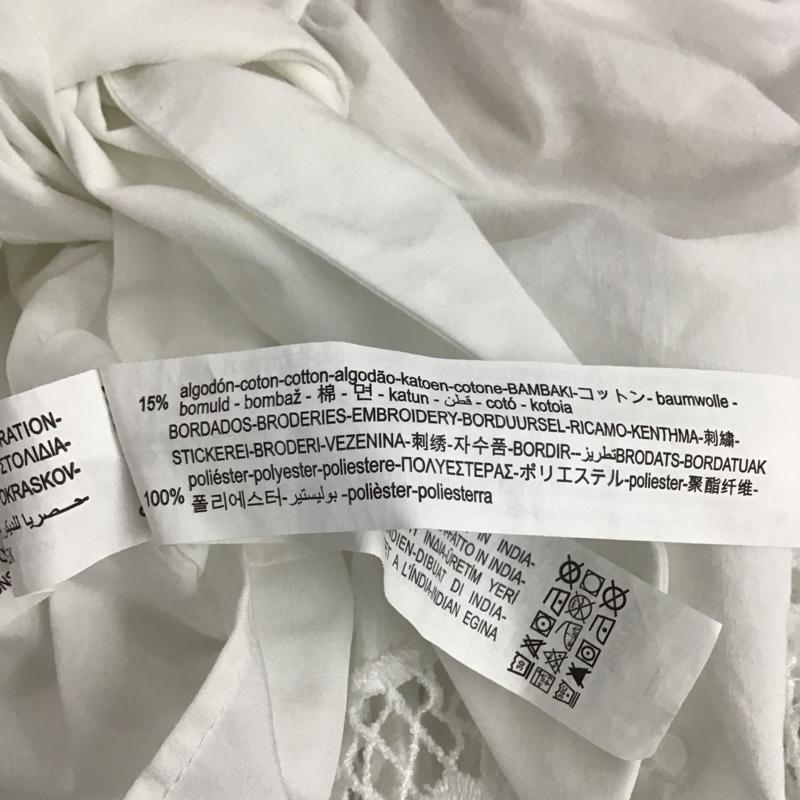 RATION-
ΣΤΟΛΙΔΙΑ-
OKRASKOV-
15% algodón-coton-cotton-algodão-katoen-cotone-BAMBAKI-コットン- baumwolle -
bomuld - bombaž - 棉 - 면 - katun - قطن - cotó - kotoia
BORDADOS-BRODERIES-EMBROIDERY-BORDUURSEL-RICAMO-KENTHMA-刺繍-
STICKEREI-BRODERI-VEZENINA-刺绣-자수품-BORDIR--تطريز-BRODATS-BORDATUAK
poliéster-polyester-poliestere-ΠΟΛΥΕΣΤΕΡΑΣ-ポリエステル-poliester-聚酯纤维-
100% 폴리에스터-بوليستير-polièster-poliesterra
IN INDIA-
FATTO IN INDIA-
INDIA-ÜRETİM YERİ
DIEN-DIBUAT DI INDIA-
T A L'ÍNDIA-INDIAN EGINA